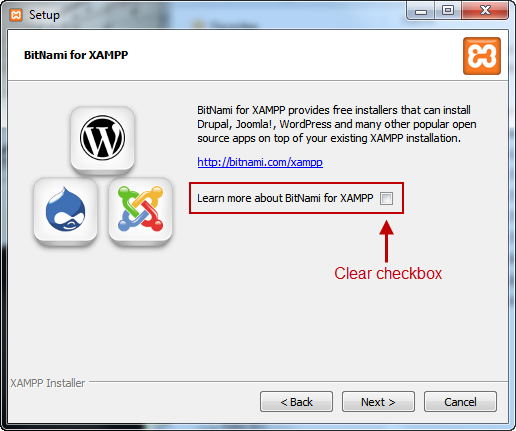 Setup
BitNami for XAMPP
BitNami for XAMPP provides free installers that can install
Drupal, Joomla!, WordPress and many other popular open
source apps on top of your existing XAMPP installation.
http://bitnami.com/xampp
Learn more about BitNami for XAMPP
Clear checkbox
XAMPP Installer
< Back
Next >
Cancel